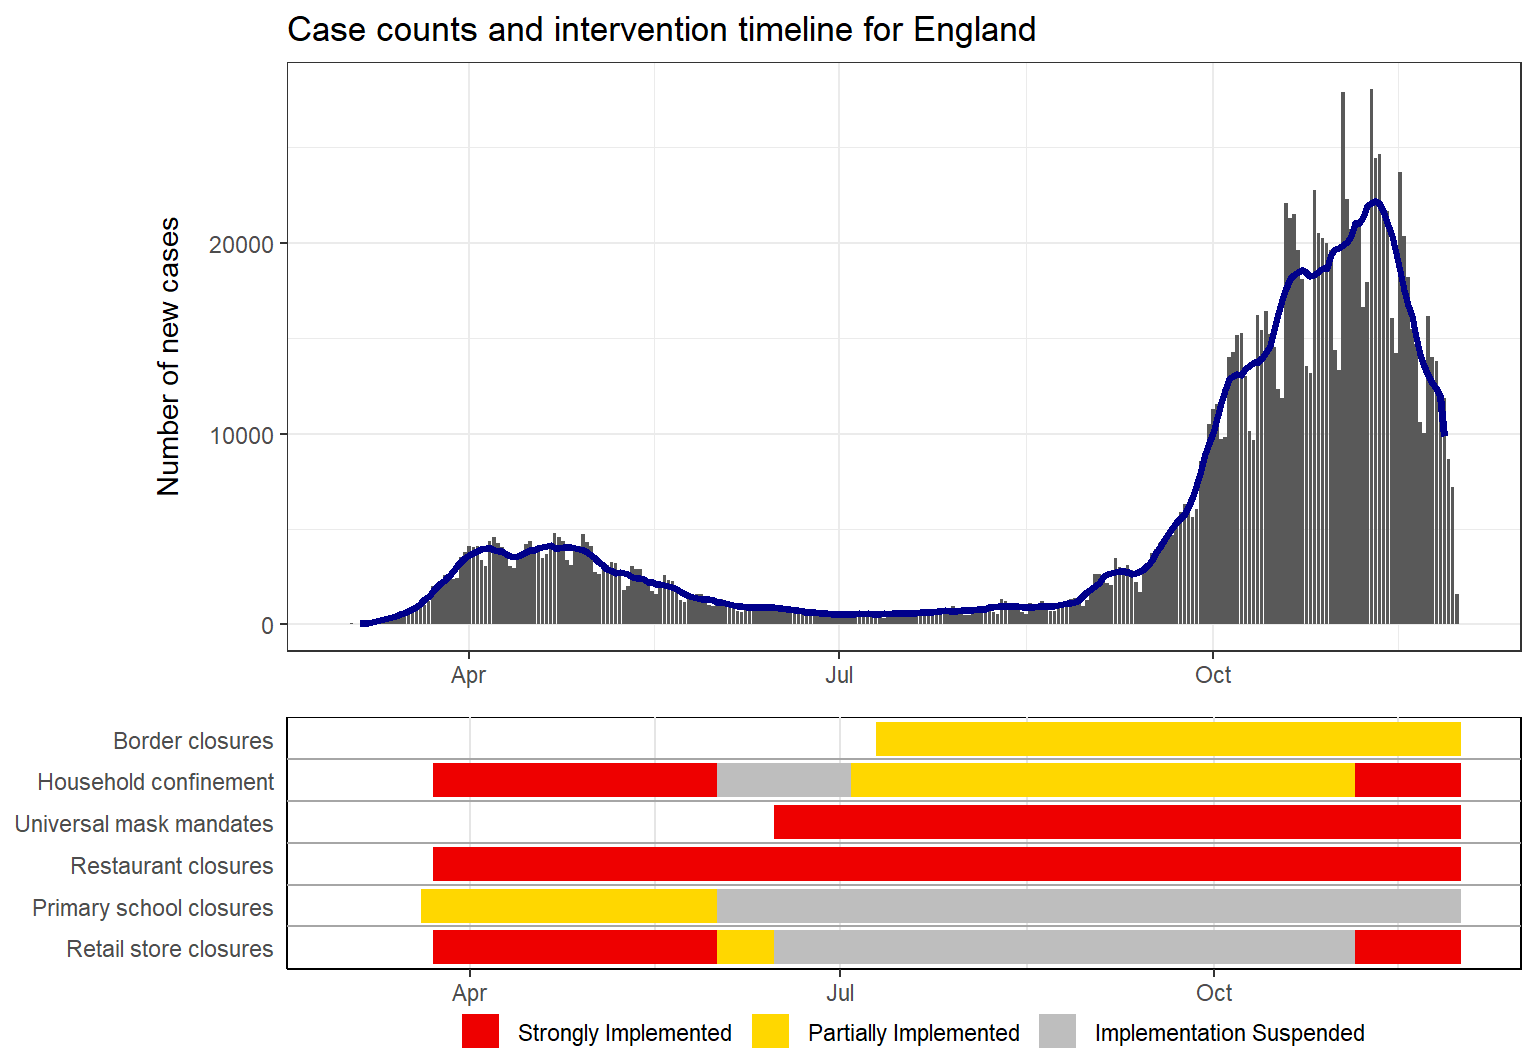 Case counts and intervention timeline for England
Number of new cases
20000
10000
0
Apr Jul Oct
Border closures
Household confinement
Universal mask mandates
Restaurant closures
Primary school closures
Retail store closures
Apr Jul Oct
Strongly Implemented Partially Implemented Implementation Suspended